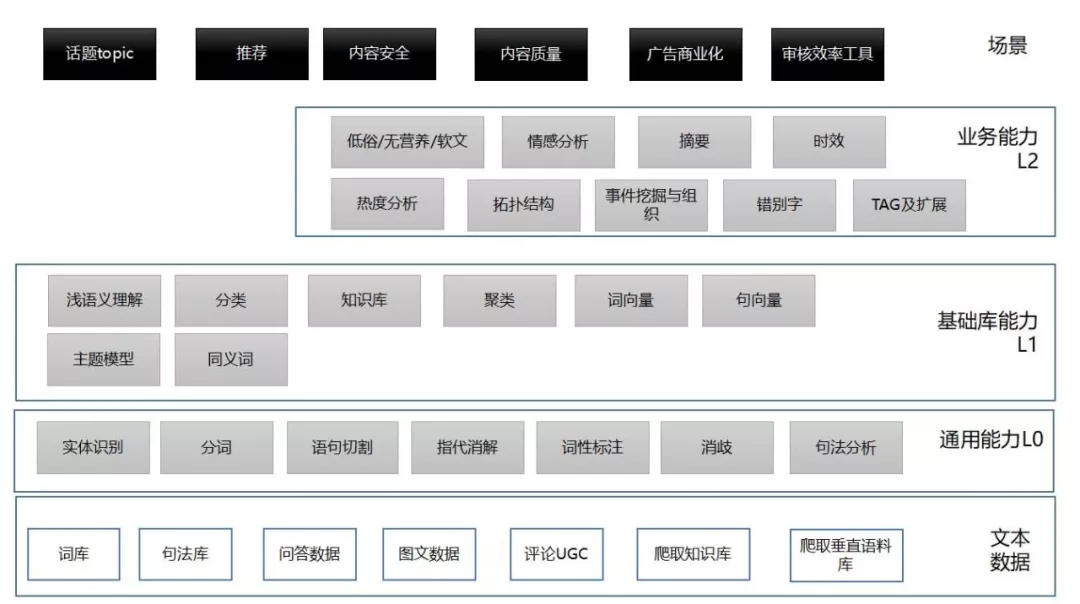 话题topic
推荐
内容安全
内容质量
广告商业化
审核效率工具
场景
低俗/无营养/软文
情感分析
摘要
时效
业务能力
L2
热度分析
拓扑结构
事件挖掘与组
织
错别字
TAG及扩展
浅语义理解
分类
知识库
聚类
词向量
句向量
基础库能力
L1
主题模型
同义词
实体识别
分词
语句切割
指代消解
词性标注
消歧
句法分析
通用能力L0
词库
句法库
问答数据
图文数据
评论UGC
爬取知识库
爬取垂直语料
库
文本
数据